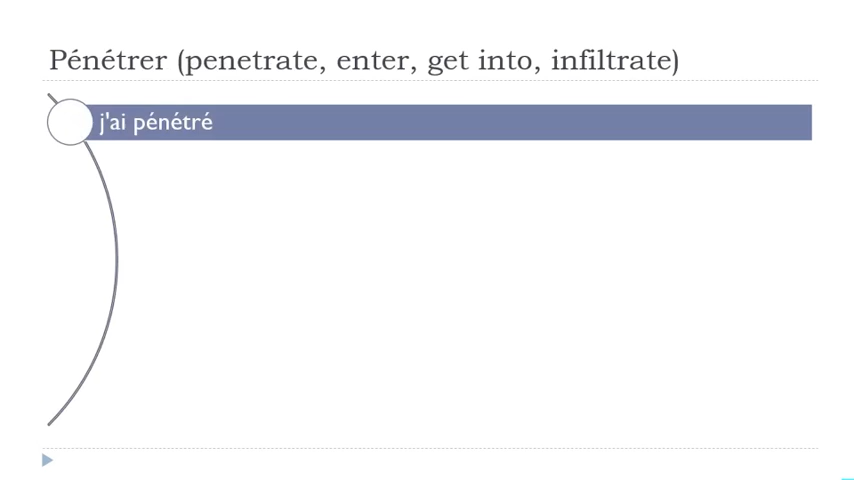 Pénétrer (penetrate, enter, get into, infiltrate)
j'ai pénétré